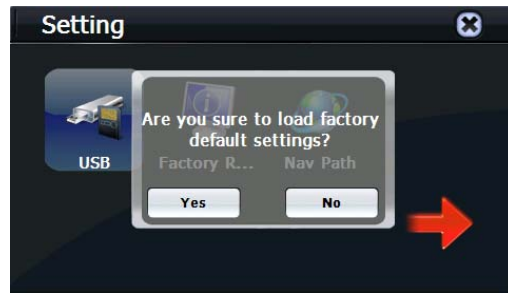 Setting
Are you sure to load factory
default settings?
USB
Factory R...
Nav Path
Yes
No